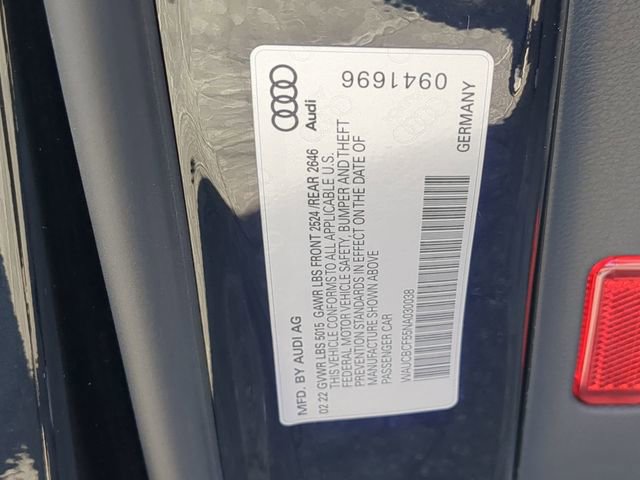 Audi
0941696
MFD. BY AUDI AG
02.22 GVWR LBS 5015 GAWR LBS FRONT 2524 /REAR 2646
THIS VEHICLE CONFORMS TO ALL APPLICABLE U.S.
FEDERAL MOTOR VEHICLE SAFETY, BUMPER AND THEFT
PREVENTION STANDARDS IN EFFECT ON THE DATE OF
MANUFACTURE SHOWN ABOVE
PASSENGER CAR
WAUCBCF55NA030038
GERMANY